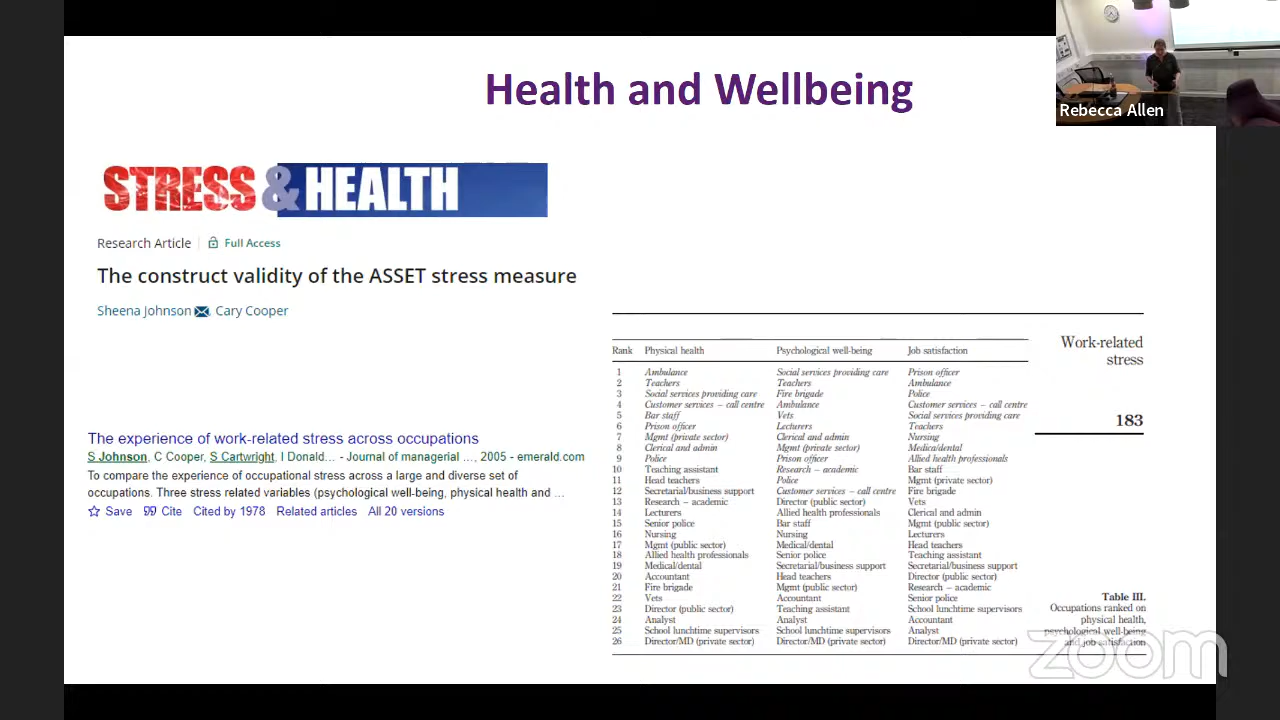 Health and Wellbeing
Rebecca Allen
STRESS & HEALTH
Research Article Full Access
The construct validity of the ASSET stress measure
Sheena Johnson, Cary Cooper
The experience of work-related stress across occupations
S Johnson, C Cooper, S Cartwright, I Donald... - Journal of managerial ..., 2005 - emerald.com
To compare the experience of occupational stress across a large and diverse set of
occupations. Three stress related variables (psychological well-being, physical health and ...
Save Cite Cited by 1978 Related articles All 20 versions
Rank Physical health Psychological well-being Job satisfaction
1 Ambulance Social services providing care Prison officer
2 Teachers Teachers Ambulance
3 Social services providing care Fire brigade Police
4 Customer services – call centre Ambulance Customer services – call centre
5 Bar staff Vets Social services providing care
6 Prison officer Lecturers Teachers
7 Mgmt (private sector) Clerical and admin Nursing
8 Clerical and admin Mgmt (private sector) Medical/dental
9 Police Prison officer Allied health professionals
10 Teaching assistant Research – academic Bar staff
11 Head teachers Police Mgmt (private sector)
12 Secretarial/business support Customer services – call centre Fire brigade
13 Research – academic Director (public sector) Vets
14 Lecturers Allied health professionals Clerical and admin
15 Senior police Bar staff Mgmt (public sector)
16 Nursing Nursing Lecturers
17 Mgmt (public sector) Medical/dental Head teachers
18 Allied health professionals Senior police Teaching assistant
19 Medical/dental Secretarial/business support Secretarial/business support
20 Accountant Head teachers Director (public sector)
21 Fire brigade Mgmt (public sector) Research – academic
22 Vets Accountant Senior police
23 Director (public sector) Teaching assistant School lunchtime supervisors
24 Analyst Analyst Accountant
25 School lunchtime supervisors School lunchtime supervisors Analyst
26 Director/MD (private sector) Director/MD (private sector) Director/MD (private sector)
Work-related
stress
183
Table III.
Occupations ranked on
physical health,
psychological well-being
and job satisfaction
zoom